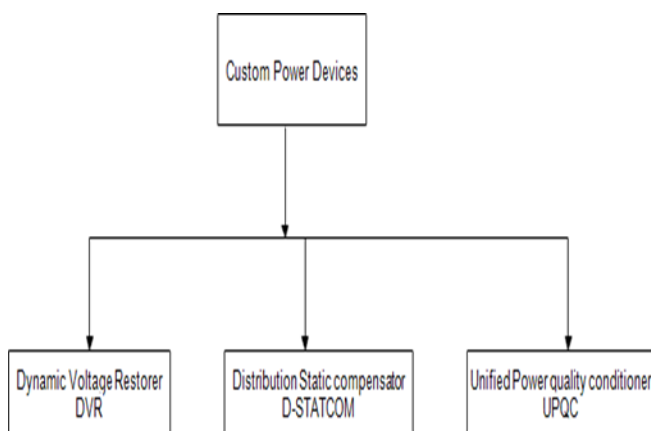 Custom Power Devices
Dynamic Voltage Restorer
DVR
Distribution Static compensator
D-STATCOM
Unified Power quality conditioner
UPQC